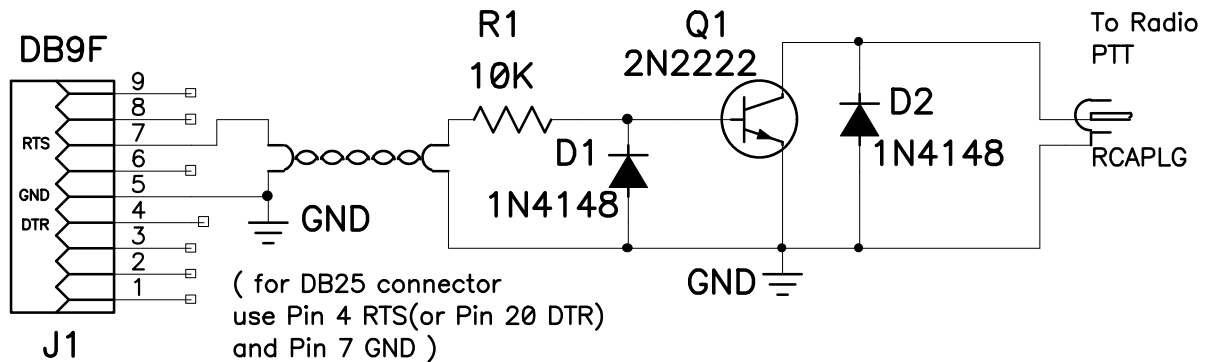 DB9F
9
8
RTS 7
6
GND 5
DTR 4
3
2
1
J1
GND
( for DB25 connector
use Pin 4 RTS(or Pin 20 DTR)
and Pin 7 GND )
R1
10K
D1
1N4148
Q1
2N2222
GND
D2
1N4148
To Radio
PTT
RCAPLG